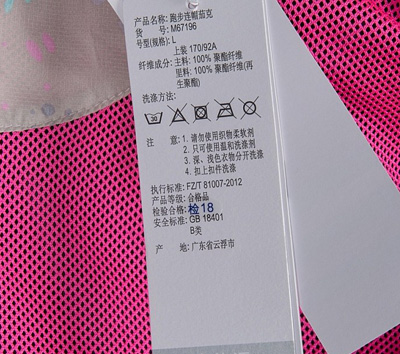 产品名称: 跑步连帽茄克
货　　号: M67196
号型(规格): L
上装 170/92A
纤维成分: 主料: 100% 聚酯纤维
里料: 100% 聚酯纤维(再
生聚酯)
洗涤方法:
30
注　意: 1. 请勿使用织物柔软剂
2. 只可使用温和洗涤剂
3. 深、浅色衣物分开洗涤
4. 扣上扣件洗涤
执行标准: FZ/T 81007-2012
产品等级: 合格品
检验合格: 检18
安全标准: GB 18401
B类
产　　地: 广东省云浮市